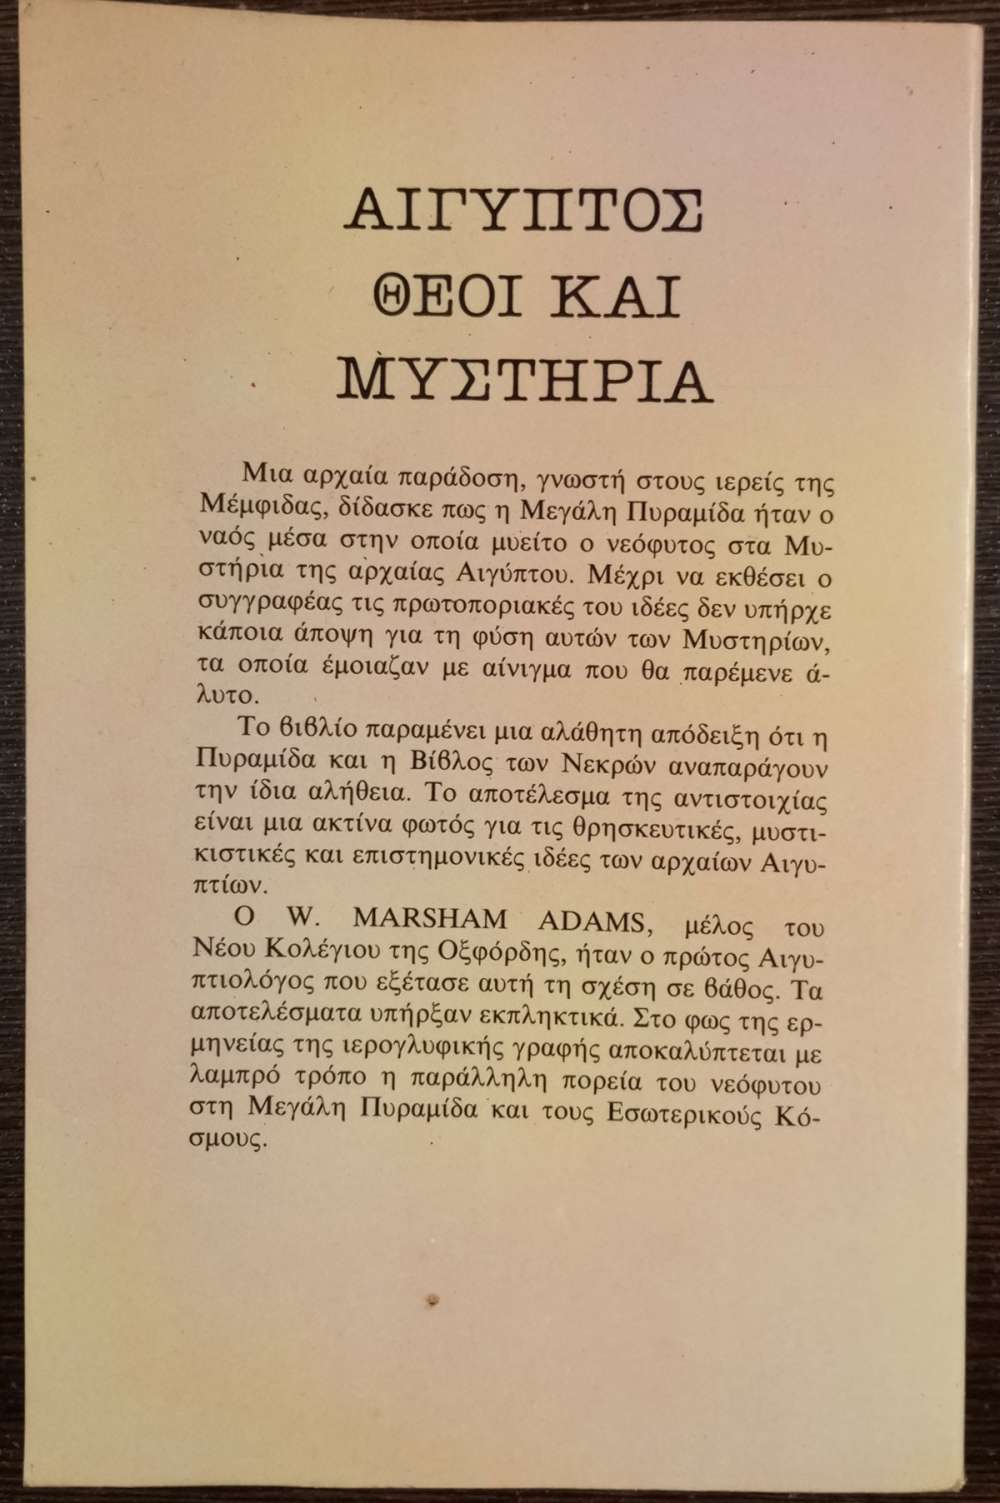 ΑΙΓΥΠΤΟΣ
ΘΕΟΙ ΚΑΙ
ΜΥΣΤΗΡΙΑ
Μια αρχαία παράδοση, γνωστή στους ιερείς της
Μέμφιδας, δίδασκε πως η Μεγάλη Πυραμίδα ήταν ο
ναός μέσα στην οποία μυείτο ο νεόφυτος στα Μυ-
στήρια της αρχαίας Αιγύπτου. Μέχρι να εκθέσει ο
συγγραφέας τις πρωτοποριακές του ιδέες δεν υπήρχε
κάποια άποψη για τη φύση αυτών των Μυστηρίων,
τα οποία έμοιαζαν με αίνιγμα που θα παρέμενε ά-
λυτο.
Το βιβλίο παραμένει μια αλάθητη απόδειξη ότι η
Πυραμίδα και η Βίβλος των Νεκρών αναπαράγουν
την ίδια αλήθεια. Το αποτέλεσμα της αντιστοιχίας
είναι μια ακτίνα φωτός για τις θρησκευτικές, μυστι-
κιστικές και επιστημονικές ιδέες των αρχαίων Αιγυ-
πτίων.
Ο W. MARSHAM ADAMS, μέλος του
Νέου Κολέγιου της Οξφόρδης, ήταν ο πρώτος Αιγυ-
πτιολόγος που εξέτασε αυτή τη σχέση σε βάθος. Τα
αποτελέσματα υπήρξαν εκπληκτικά. Στο φως της ερ-
μηνείας της ιερογλυφικής γραφής αποκαλύπτεται με
λαμπρό τρόπο η παράλληλη πορεία του νεόφυτου
στη Μεγάλη Πυραμίδα και τους Εσωτερικούς Κό-
σμους.